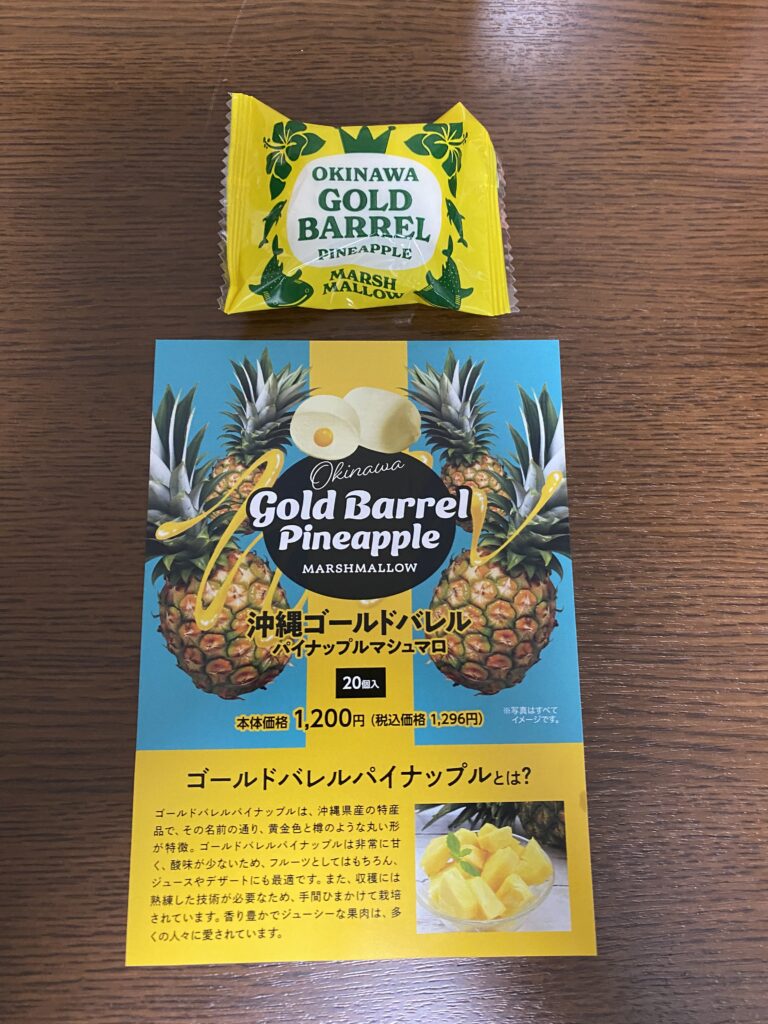 OKINAWA
GOLD
BARREL
PINEAPPLE
MARSH
MALLOW
Okinawa
Gold Barrel
Pineapple
MARSHMALLOW
沖縄ゴールドバレル
パイナップルマシュマロ
20個入
本体価格 1,200円（税込価格 1,296円）
※写真はすべて
イメージです。
ゴールドバレルパイナップルとは?
ゴールドバレルパイナップルは、沖縄県産の特産
品で、その名前の通り、黄金色と樽のような丸い形
が特徴。ゴールドバレルパイナップルは非常に甘
く、酸味が少ないため、フルーツとしてはもちろん、
ジュースやデザートにも最適です。また、収穫には
熟練した技術が必要なため、手間ひまかけて栽培
されています。香り豊かでジューシーな果肉は、多
くの人々に愛されています。